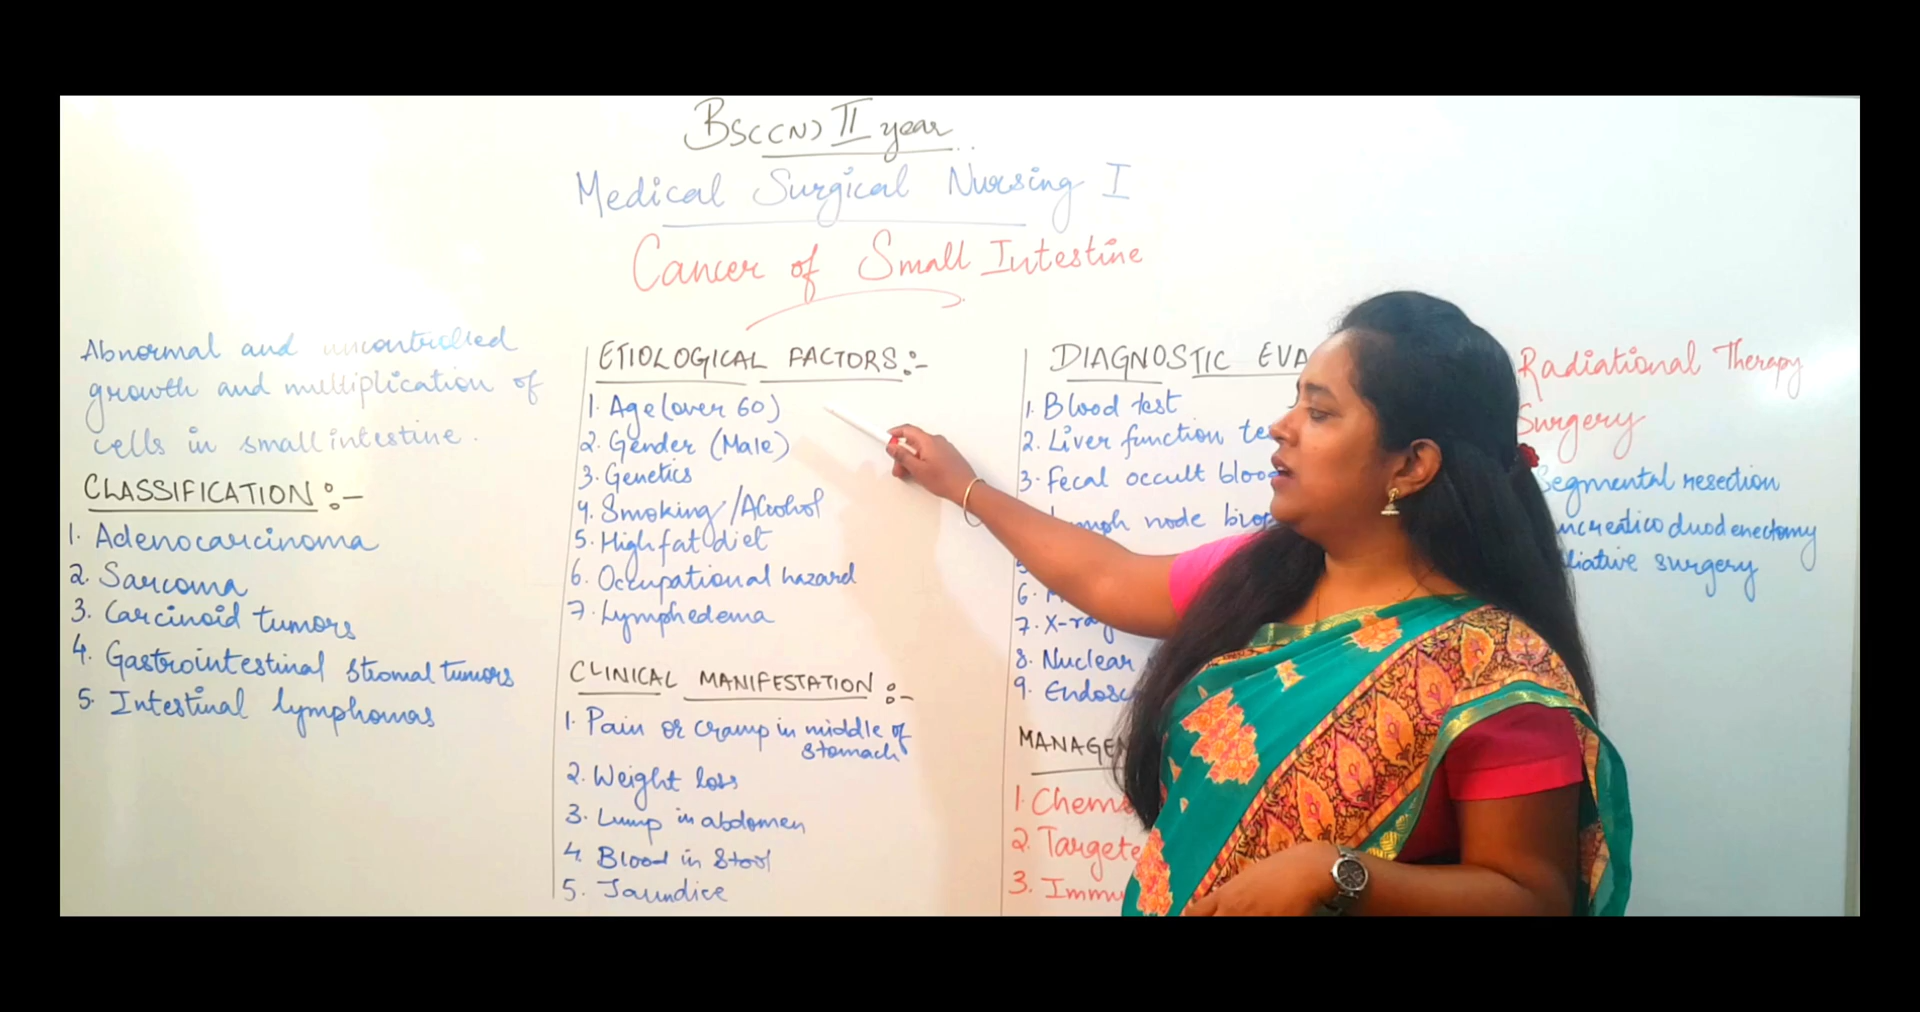 BSC(N) II year
Medical Surgical Nursing I
Cancer of Small Intestine
Abnormal and uncontrolled
growth and multiplication of
cells in small intestine.
CLASSIFICATION :-
1. Adenocarcinoma
2. Sarcoma
3. Carcinoid tumors
4. Gastrointestinal stromal tumors
5. Intestinal lymphomas
ETIOLOGICAL FACTORS :-
1. Age (over 60)
2. Gender (Male)
3. Genetics
4. Smoking/Alcohol
5. High fat diet
6. Occupational hazard
7. Lymphedema
CLINICAL MANIFESTATION :-
1. Pain or cramp in middle of
stomach
2. Weight loss
3. Lump in abdomen
4. Blood in stool
5. Jaundice
DIAGNOSTIC EVA
1. Blood test
2. Liver function te
3. Fecal occult bloo
node biop
6.
7. X-ray
8. Nuclear
9. Endosc
MANAGEM
1. Chemo
2. Targete
3. Immu
Radiational Therapy
Surgery
Segmental resection
ncreatico duodenectomy
liative surgery